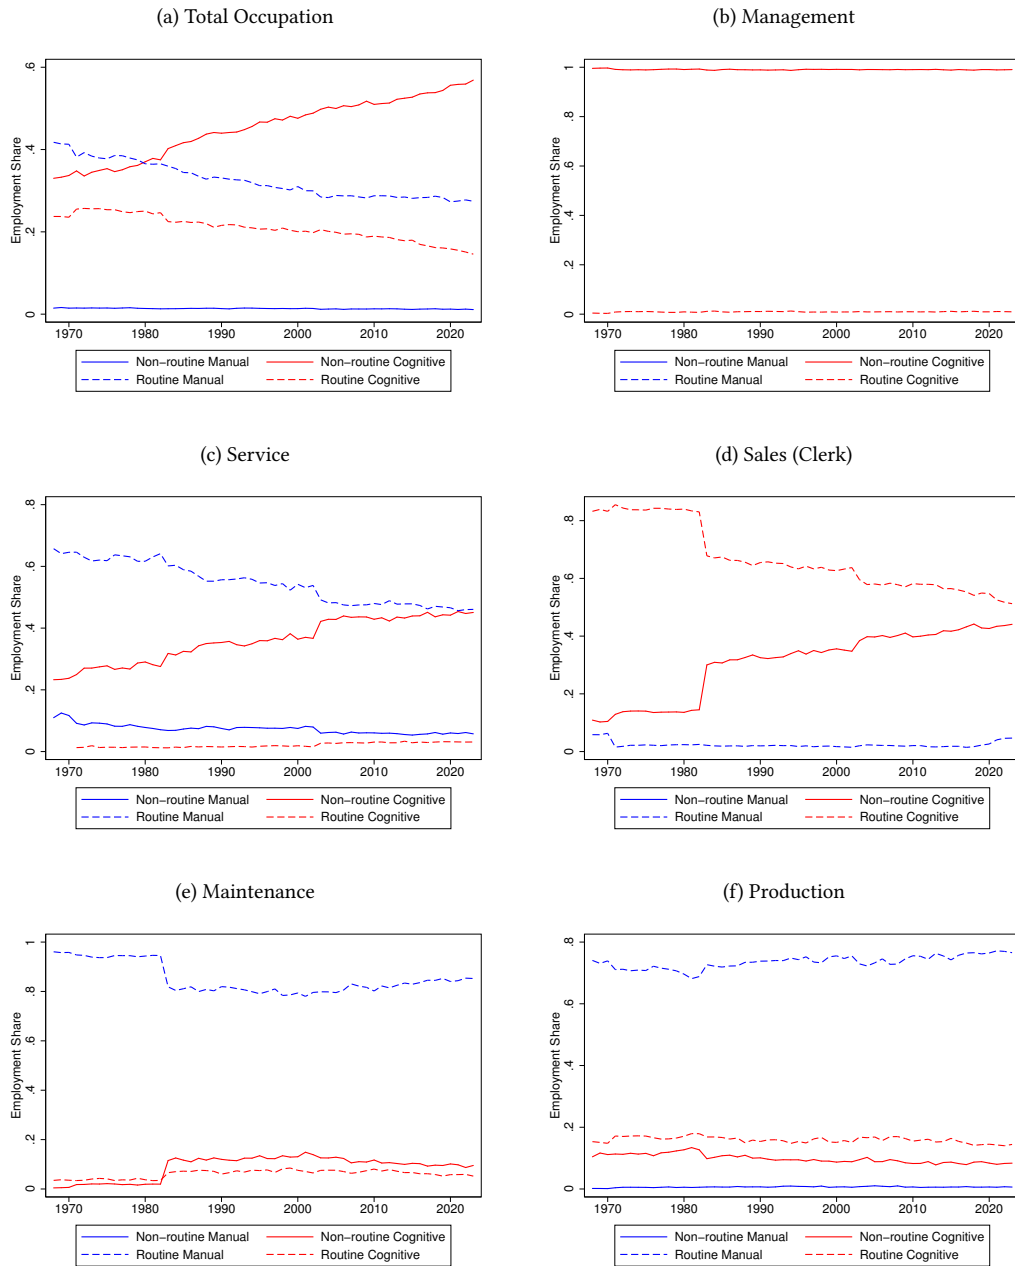 (a) Total Occupation
Employment Share
0 .2 .4 .6
1970 1980 1990 2000 2010 2020
Non−routine Manual Non−routine Cognitive
Routine Manual Routine Cognitive
(b) Management
Employment Share
0 .2 .4 .6 .8 1
1970 1980 1990 2000 2010 2020
Non−routine Manual Non−routine Cognitive
Routine Manual Routine Cognitive
(c) Service
Employment Share
0 .2 .4 .6 .8
1970 1980 1990 2000 2010 2020
Non−routine Manual Non−routine Cognitive
Routine Manual Routine Cognitive
(d) Sales (Clerk)
Employment Share
0 .2 .4 .6 .8
1970 1980 1990 2000 2010 2020
Non−routine Manual Non−routine Cognitive
Routine Manual Routine Cognitive
(e) Maintenance
Employment Share
0 .2 .4 .6 .8 1
1970 1980 1990 2000 2010 2020
Non−routine Manual Non−routine Cognitive
Routine Manual Routine Cognitive
(f) Production
Employment Share
0 .2 .4 .6 .8
1970 1980 1990 2000 2010 2020
Non−routine Manual Non−routine Cognitive
Routine Manual Routine Cognitive